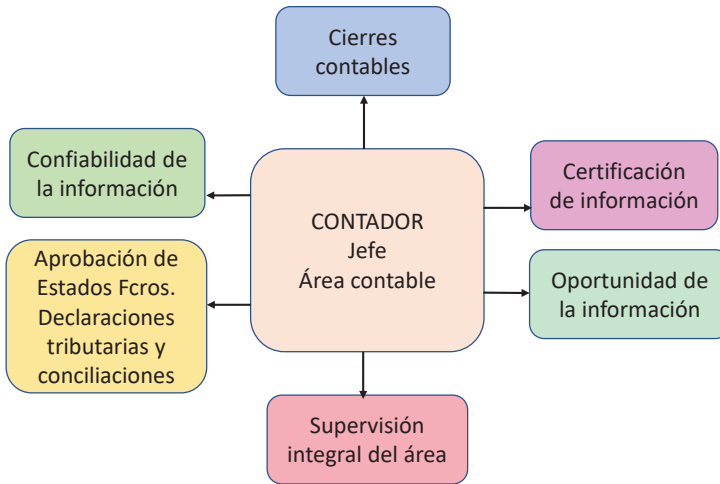 Cierres
contables
Confiabilidad de
la información
CONTADOR
Jefe
Área contable
Certificación
de información
Aprobación de
Estados Fcros.
Declaraciones
tributarias y
conciliaciones
Oportunidad de
la información
Supervisión
integral del área